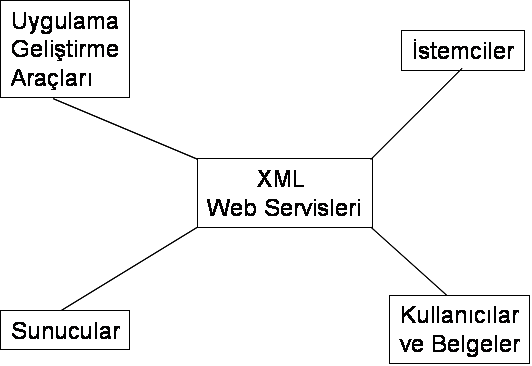 Uygulama
Geliştirme
Araçları
İstemciler
XML
Web Servisleri
Sunucular
Kullanıcılar
ve Belgeler